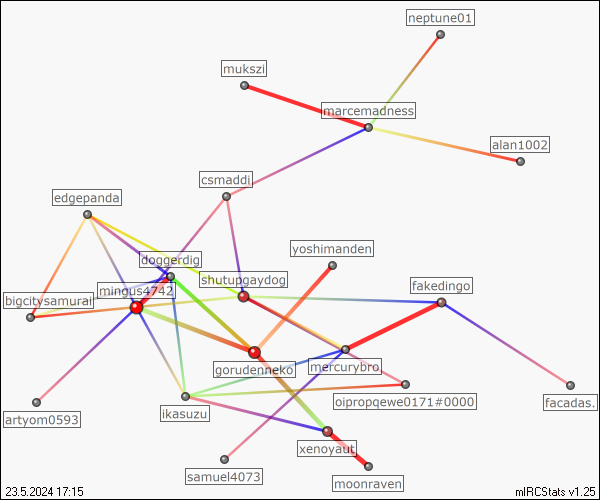 neptune01
mukszi
marcemadness
alan1002
csmaddi
edgepanda
yoshimanden
doggerdig
shutungaydog
fakedingo
mingus4742
bigcitysamurai
gorudenneko
mercurybro.
oipropqewe0171#0000
facadas.
artyom0593
ikasuzu
xenoyaut
samuel4073
moonraven
23.5.2024 17:15
mIRCStats v1.25